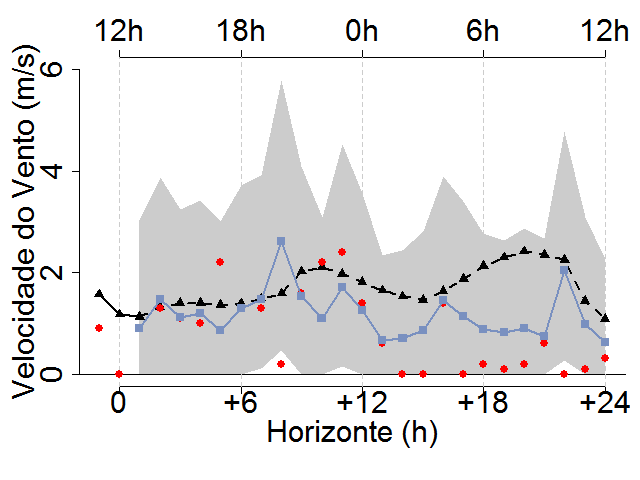 12h 18h 0h 6h 12h
Velocidade do Vento (m/s)
6
4
2
0
0 +6 +12 +18 +24
Horizonte (h)